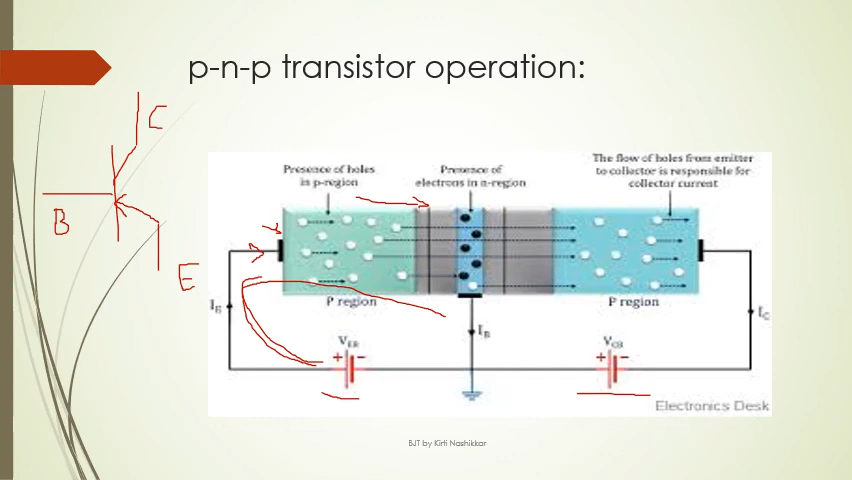 p-n-p transistor operation:
C
B
E
Presence of holes
in p-region
Presence of
electrons in n-region
The flow of holes from emitter
to collector is responsible for
collector current
P region
P region
IE
IB
IC
VEB
+ -
VCB
+ -
Electronics Desk
BJT by Kirti Nashikkar